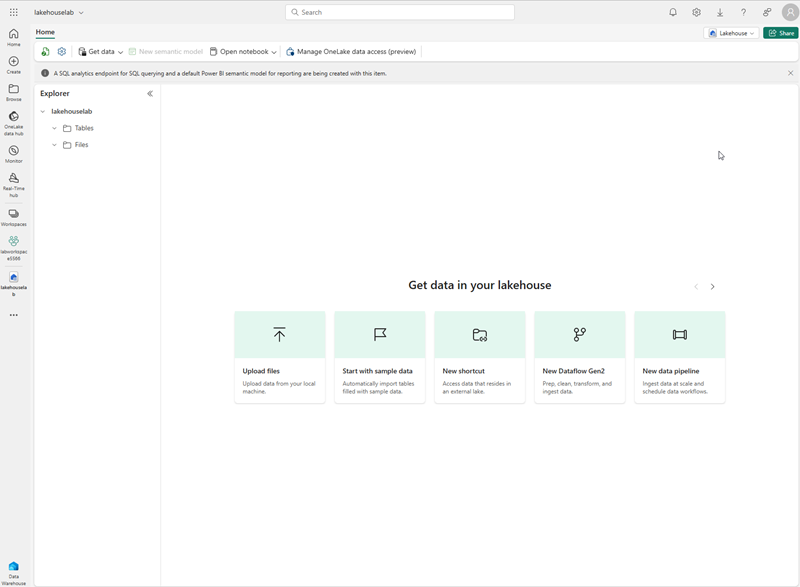 lakehouselab
Search
Home
Lakehouse
Share
Get data
New semantic model
Open notebook
Manage OneLake data access (preview)
A SQL analytics endpoint for SQL querying and a default Power BI semantic model for reporting are being created with this item.
Home
Create
Browse
OneLake
data hub
Monitor
Real-Time
hub
Workspaces
labworkspac
e5566
lakehousela
b
Data
Warehouse
Explorer
lakehouselab
Tables
Files
Get data in your lakehouse
Upload files
Upload data from your local
machine.
Start with sample data
Automatically import tables
filled with sample data.
New shortcut
Access data that resides in
an external lake.
New Dataflow Gen2
Prep, clean, transform, and
ingest data.
New data pipeline
Ingest data at scale and
schedule data workflows.